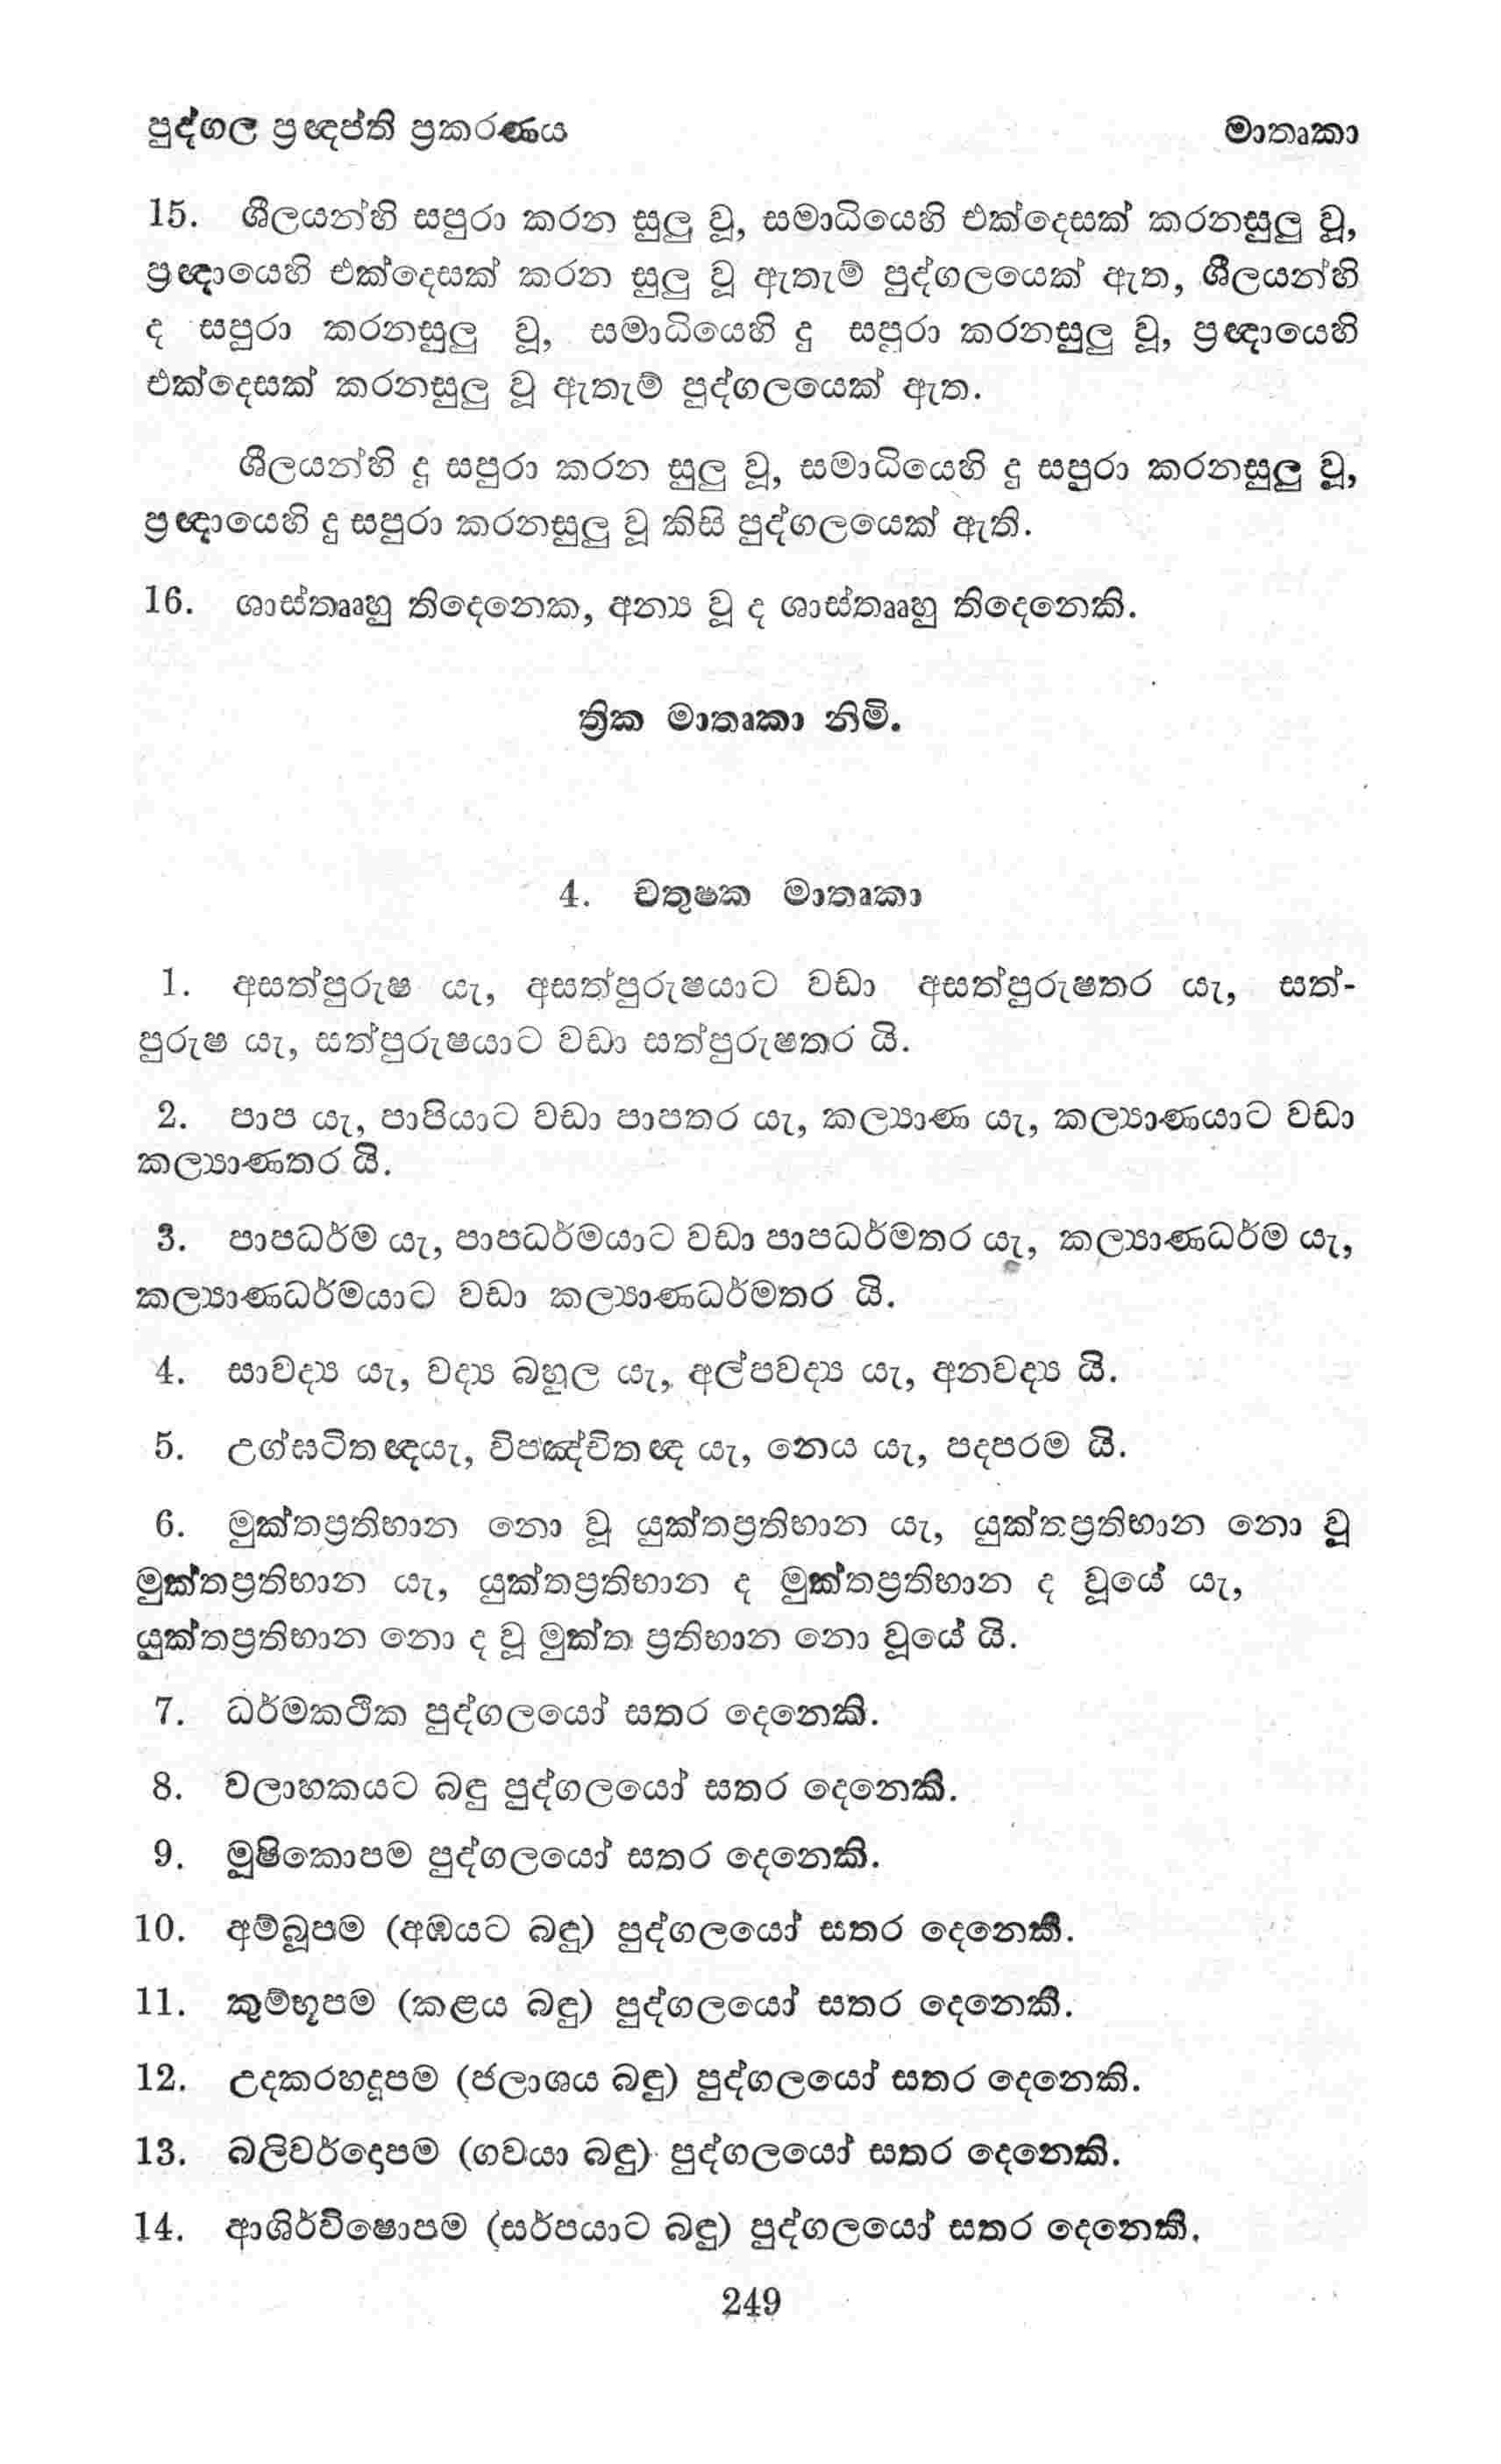 පුද්ගල ප්‍රඥප්ති ප්‍රකරණය
මාතෘකා
15. ශීලයන්හි සපුරා කරන සුලු වූ, සමාධියෙහි එක්දෙසක් කරනසුලු වූ,
ප්‍රඥායෙහි එක්දෙසක් කරන සුලු වූ ඇතැම් පුද්ගලයෙක් ඇත, ශීලයන්හි
ද සපුරා කරනසුලු වූ, සමාධියෙහි දු සපුරා කරනසුලු වූ, ප්‍රඥායෙහි
එක්දෙසක් කරනසුලු වූ ඇතැම් පුද්ගලයෙක් ඇත.
ශීලයන්හි දු සපුරා කරන සුලු වූ, සමාධියෙහි දු සපුරා කරනසුලු වූ,
ප්‍රඥායෙහි දු සපුරා කරනසුලු වූ කිසි පුද්ගලයෙක් ඇති.
16. ශාස්තෲහු තිදෙනෙක, අන්‍ය වූ ද ශාස්තෲහු තිදෙනෙකි.
ත්‍රික මාතෘකා නිමි.
4. චතුෂ්ක මාතෘකා
1. අසත්පුරුෂ යැ, අසත්පුරුෂයාට වඩා අසත්පුරුෂතර යැ, සත්-
පුරුෂ යැ, සත්පුරුෂයාට වඩා සත්පුරුෂතර යි.
2. පාප යැ, පාපියාට වඩා පාපතර යැ, කල්‍යාණ යැ, කල්‍යාණයාට වඩා
කල්‍යාණතර යි.
3. පාපධර්ම යැ, පාපධර්මයාට වඩා පාපධර්මතර යැ, කල්‍යාණධර්ම යැ,
කල්‍යාණධර්මයාට වඩා කල්‍යාණධර්මතර යි.
4. සාවද්‍ය යැ, වද්‍ය බහුල යැ, අල්පවද්‍ය යැ, අනවද්‍ය යි.
5. උග්ඝටිතඥයැ, විපඤ්චිතඥ යැ, නෙය යැ, පදපරම යි.
6. මුක්තප්‍රතිභාන නො වූ යුක්තප්‍රතිභාන යැ, යුක්තප්‍රතිභාන නො වූ
මුක්තප්‍රතිභාන යැ, යුක්තප්‍රතිභාන ද මුක්තප්‍රතිභාන ද වූයේ යැ,
යුක්තප්‍රතිභාන නො ද වූ මුක්ත ප්‍රතිභාන නො වූයේ යි.
7. ධර්මකථික පුද්ගලයෝ සතර දෙනෙකි.
8. වලාහකයට බඳු පුද්ගලයෝ සතර දෙනෙකි.
9. මූෂිකොපම පුද්ගලයෝ සතර දෙනෙකි.
10. අම්බූපම (අඹයට බඳු) පුද්ගලයෝ සතර දෙනෙකි.
11. කුම්භූපම (කළය බඳු) පුද්ගලයෝ සතර දෙනෙකි.
12. උදකරහදූපම (ජලාශය බඳු) පුද්ගලයෝ සතර දෙනෙකි.
13. බලිවර්දොපම (ගවයා බඳු) පුද්ගලයෝ සතර දෙනෙකි.
14. ආශිර්විෂොපම (සර්පයාට බඳු) පුද්ගලයෝ සතර දෙනෙකි.
249